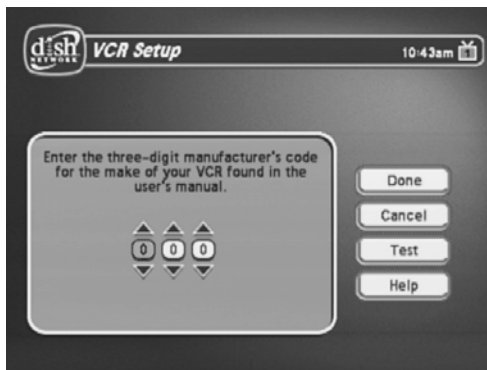 dish
NETWORK
VCR Setup
10:43am
Enter the three-digit manufacturer's code
for the make of your VCR found in the
user's manual.
0 0 0
Done
Cancel
Test
Help